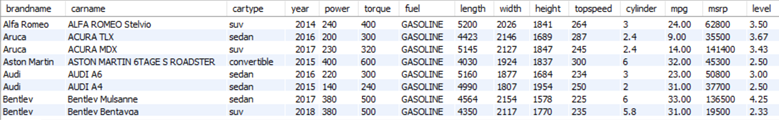 brandname carname cartype year power torque fuel length width height topspeed cylinder mpg msrp level
Alfa Romeo ALFA ROMEO Stelvio suv 2014 240 400 GASOLINE 5200 2026 1841 264 3 24.00 62800 3.50
Aruca ACURA TLX sedan 2016 200 300 GASOLINE 4423 2146 1689 287 2.4 9.00 35500 3.67
Aruca ACURA MDX suv 2017 230 320 GASOLINE 5145 2127 1847 245 2.4 14.00 141400 3.43
Aston Martin ASTON MARTIN 6TAGE S ROADSTER convertible 2015 400 600 GASOLINE 4030 1924 1837 300 6 32.00 45300 2.50
Audi AUDI A6 sedan 2016 220 300 GASOLINE 5160 1877 1684 234 3 23.00 50800 3.00
Audi AUDI A4 sedan 2015 140 240 GASOLINE 4990 1807 1954 250 2 31.00 37700 2.50
Bentley Bentley Mulsanne sedan 2017 380 500 GASOLINE 4564 2154 1578 225 6 33.00 136500 4.25
Bentley Bentley Bentayga suv 2018 380 500 GASOLINE 4350 2117 1770 235 5.8 31.00 19500 2.33